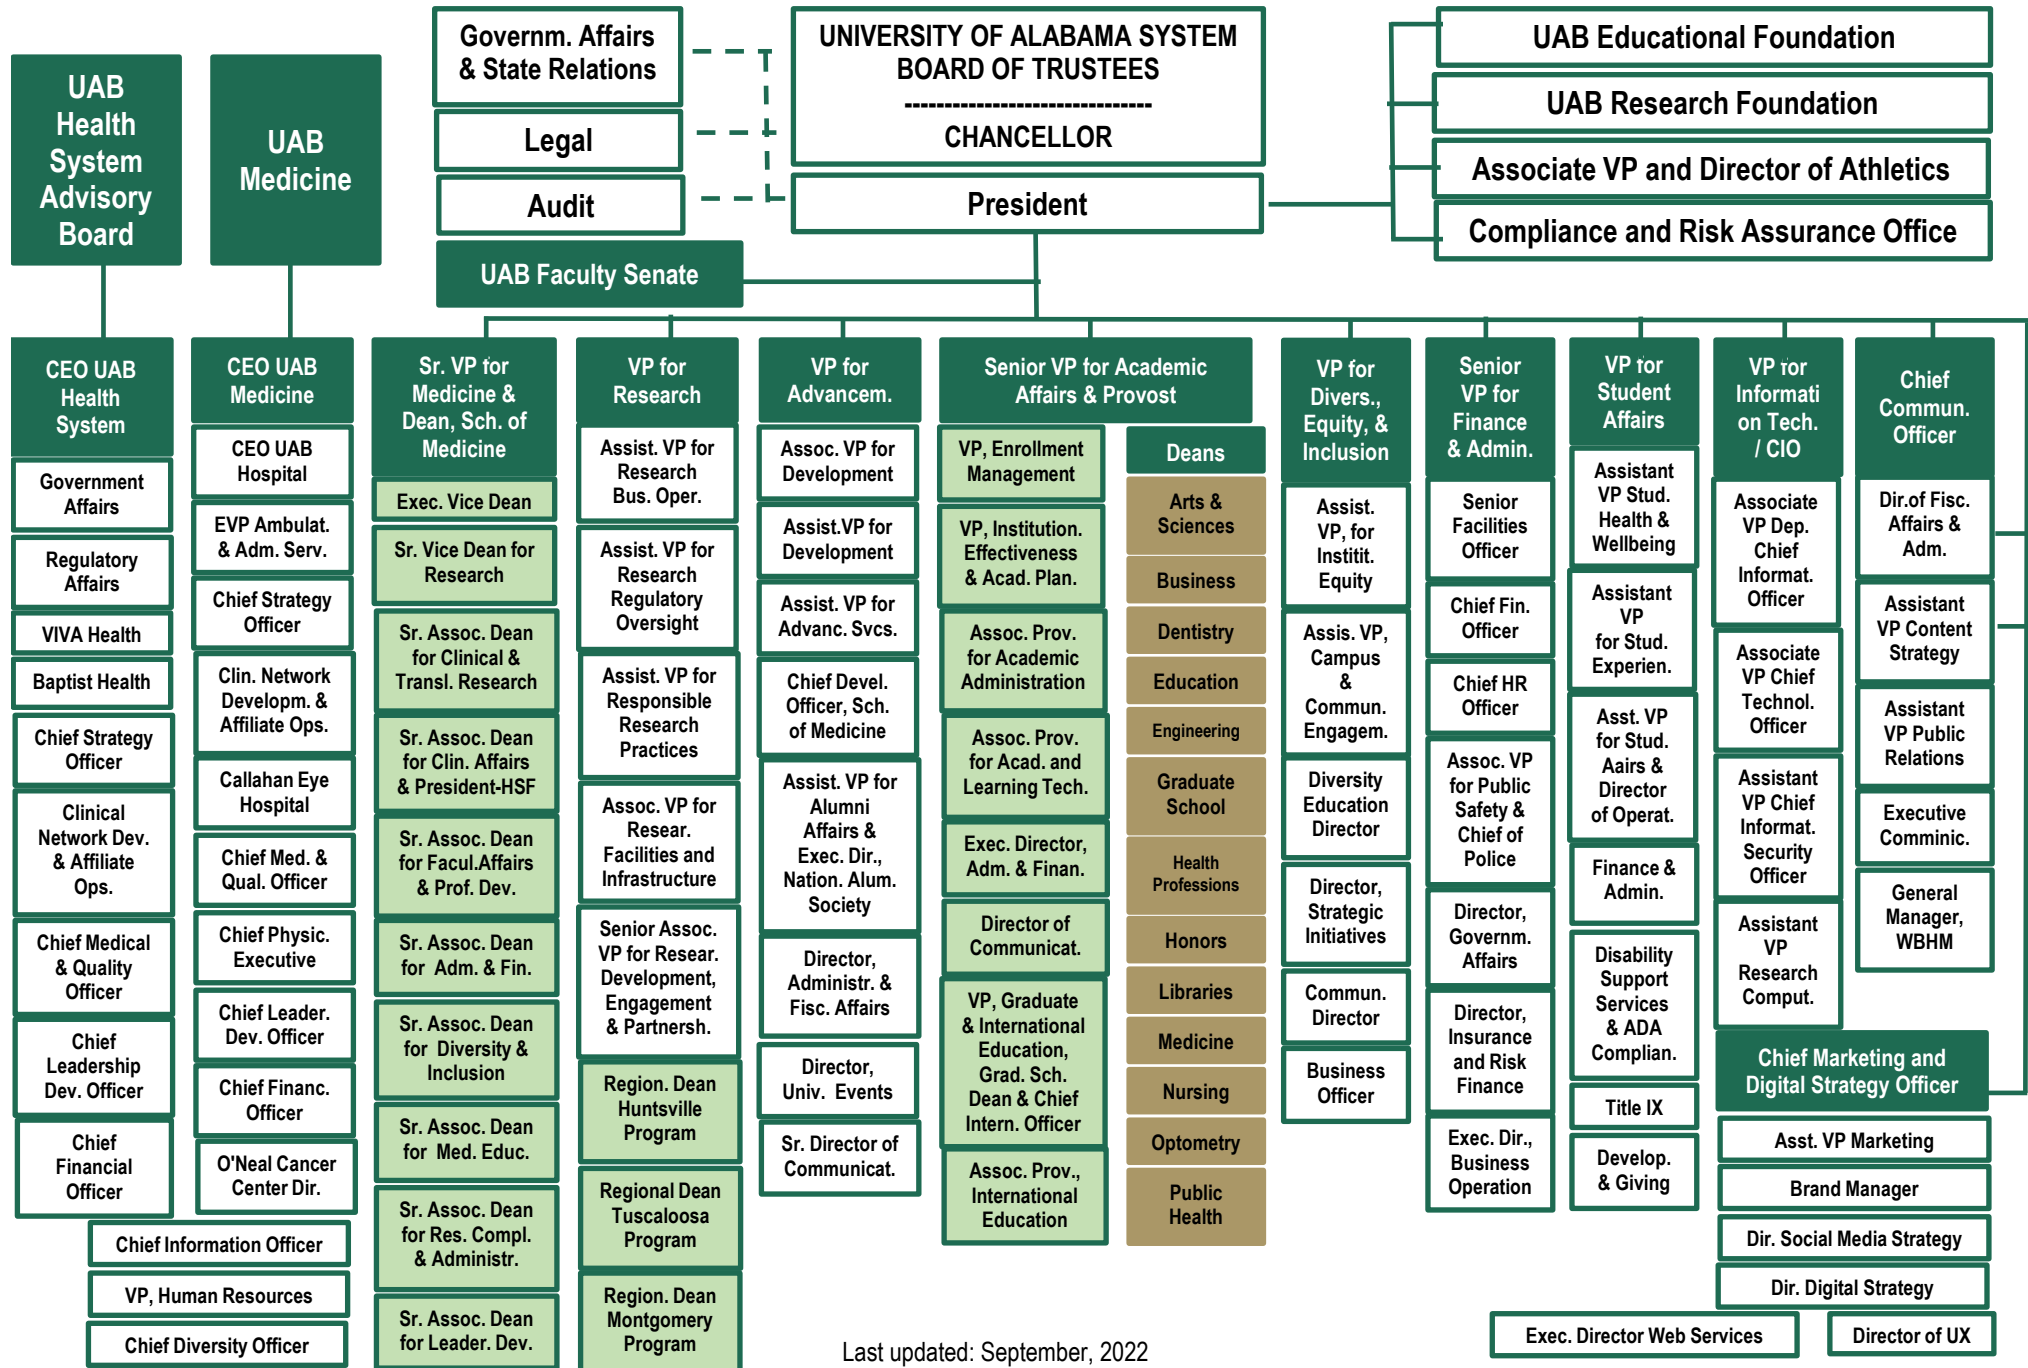 Governm. Affairs
& State Relations
Legal
Audit
UNIVERSITY OF ALABAMA SYSTEM
BOARD OF TRUSTEES
-------------------------------
CHANCELLOR
President
UAB Educational Foundation
UAB Research Foundation
Associate VP and Director of Athletics
Compliance and Risk Assurance Office
UAB
Health
System
Advisory
Board
UAB
Medicine
UAB Faculty Senate
CEO UAB
Health
System
Government
Affairs
Regulatory
Affairs
VIVA Health
Baptist Health
Chief Strategy
Officer
Clinical
Network Dev.
& Affiliate
Ops.
Chief Medical
& Quality
Officer
Chief
Leadership
Dev. Officer
Chief
Financial
Officer
CEO UAB
Medicine
CEO UAB
Hospital
EVP Ambulat.
& Adm. Serv.
Chief Strategy
Officer
Clin. Network
Developm. &
Affiliate Ops.
Callahan Eye
Hospital
Chief Med. &
Qual. Officer
Chief Physic.
Executive
Chief Leader.
Dev. Officer
Chief Financ.
Officer
O'Neal Cancer
Center Dir.
Chief Information Officer
VP, Human Resources
Chief Diversity Officer
Sr. VP for
Medicine &
Dean, Sch. of
Medicine
Exec. Vice Dean
Sr. Vice Dean for
Research
Sr. Assoc. Dean
for Clinical &
Transl. Research
Sr. Assoc. Dean
for Clin. Affairs
& President-HSF
Sr. Assoc. Dean
for Facul.Affairs
& Prof. Dev.
Sr. Assoc. Dean
for Adm. & Fin.
Sr. Assoc. Dean
for Diversity &
Inclusion
Sr. Assoc. Dean
for Med. Educ.
Sr. Assoc. Dean
for Res. Compl.
& Administr.
Sr. Assoc. Dean
for Leader. Dev.
VP for
Research
Assist. VP for
Research
Bus. Oper.
Assist. VP for
Research
Regulatory
Oversight
Assist. VP for
Responsible
Research
Practices
Assoc. VP for
Resear.
Facilities and
Infrastructure
Senior Assoc.
VP for Resear.
Development,
Engagement
& Partnersh.
Region. Dean
Huntsville
Program
Regional Dean
Tuscaloosa
Program
Region. Dean
Montgomery
Program
VP for
Advancem.
Assoc. VP for
Development
Assist.VP for
Development
Assist. VP for
Advanc. Svcs.
Chief Devel.
Officer, Sch.
of Medicine
Assist. VP for
Alumni
Affairs &
Exec. Dir.,
Nation. Alum.
Society
Director,
Administr. &
Fisc. Affairs
Director,
Univ. Events
Sr. Director of
Communicat.
Senior VP for Academic
Affairs & Provost
VP, Enrollment
Management
VP, Institution.
Effectiveness
& Acad. Plan.
Assoc. Prov.
for Academic
Administration
Assoc. Prov.
for Acad. and
Learning Tech.
Exec. Director,
Adm. & Finan.
Director of
Communicat.
VP, Graduate
& International
Education,
Grad. Sch.
Dean & Chief
Intern. Officer
Assoc. Prov.,
International
Education
Deans
Arts &
Sciences
Business
Dentistry
Education
Engineering
Graduate
School
Health
Professions
Honors
Libraries
Medicine
Nursing
Optometry
Public
Health
VP for
Divers.,
Equity, &
Inclusion
Assist.
VP, for
Institit.
Equity
Assis. VP,
Campus
&
Commun.
Engagem.
Diversity
Education
Director
Director,
Strategic
Initiatives
Commun.
Director
Business
Officer
Senior
VP for
Finance
& Admin.
Senior
Facilities
Officer
Chief Fin.
Officer
Chief HR
Officer
Assoc. VP
for Public
Safety &
Chief of
Police
Director,
Governm.
Affairs
Director,
Insurance
and Risk
Finance
Exec. Dir.,
Business
Operation
VP for
Student
Affairs
Assistant
VP Stud.
Health &
Wellbeing
Assistant
VP
for Stud.
Experien.
Asst. VP
for Stud.
Aairs &
Director
of Operat.
Finance &
Admin.
Disability
Support
Services
& ADA
Complian.
Title IX
Develop.
& Giving
VP for
Informati
on Tech.
/ CIO
Associate
VP Dep.
Chief
Informat.
Officer
Associate
VP Chief
Technol.
Officer
Assistant
VP Chief
Informat.
Security
Officer
Assistant
VP
Research
Comput.
Chief
Commun.
Officer
Dir.of Fisc.
Affairs &
Adm.
Assistant
VP Content
Strategy
Assistant
VP Public
Relations
Executive
Comminic.
General
Manager,
WBHM
Chief Marketing and
Digital Strategy Officer
Asst. VP Marketing
Brand Manager
Dir. Social Media Strategy
Dir. Digital Strategy
Exec. Director Web Services
Director of UX
Last updated: September, 2022